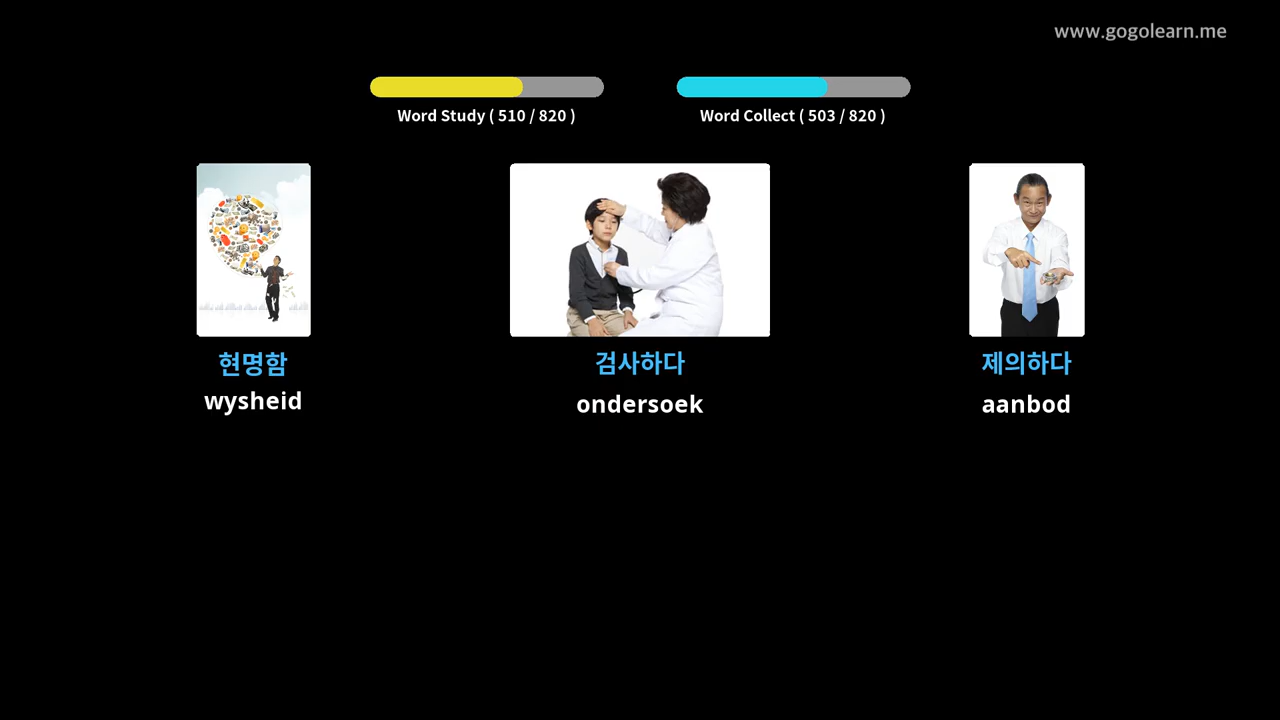 www.gogolearn.me
Word Study ( 510 / 820 )
Word Collect ( 503 / 820 )
현명함
검사하다
제의하다
wysheid
ondersoek
aanbod